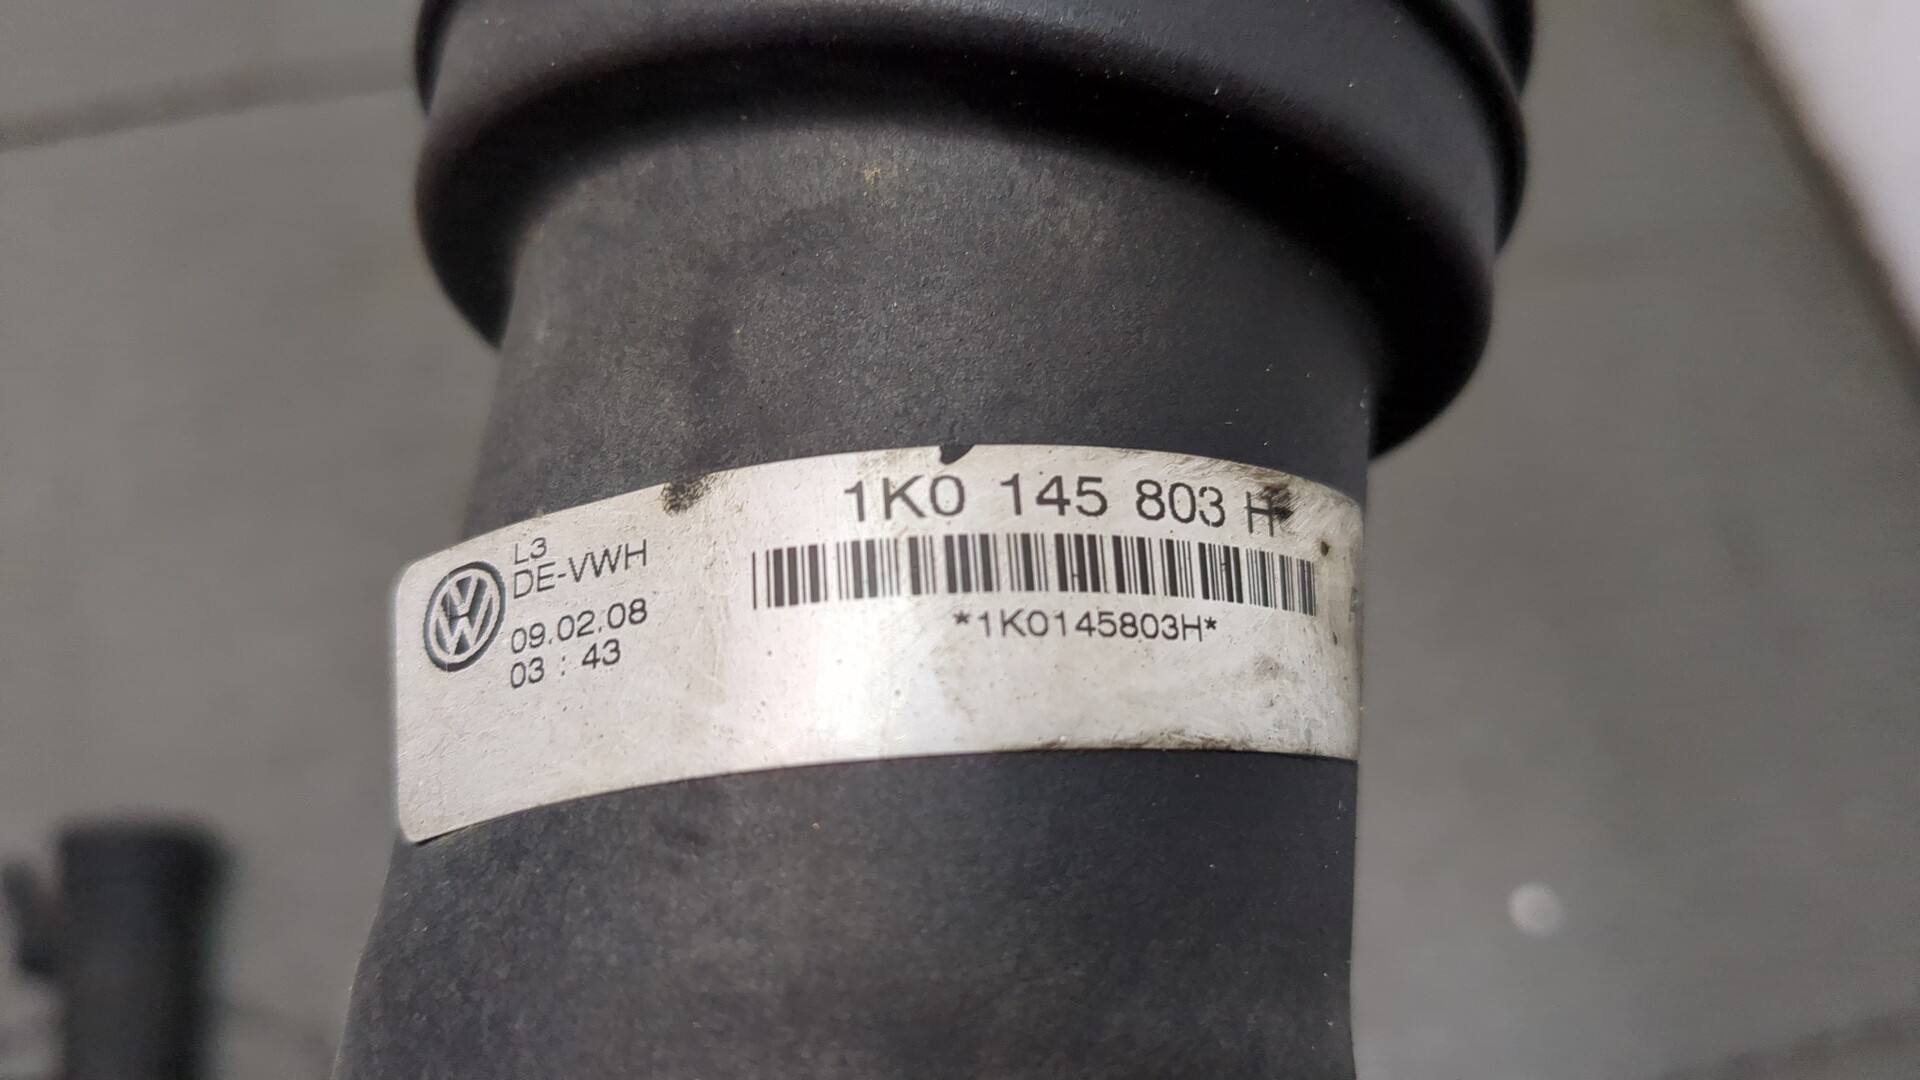 L3
DE-VWH
09.02.08
03 : 43
1K0 145 803 H
*1K0145803H*